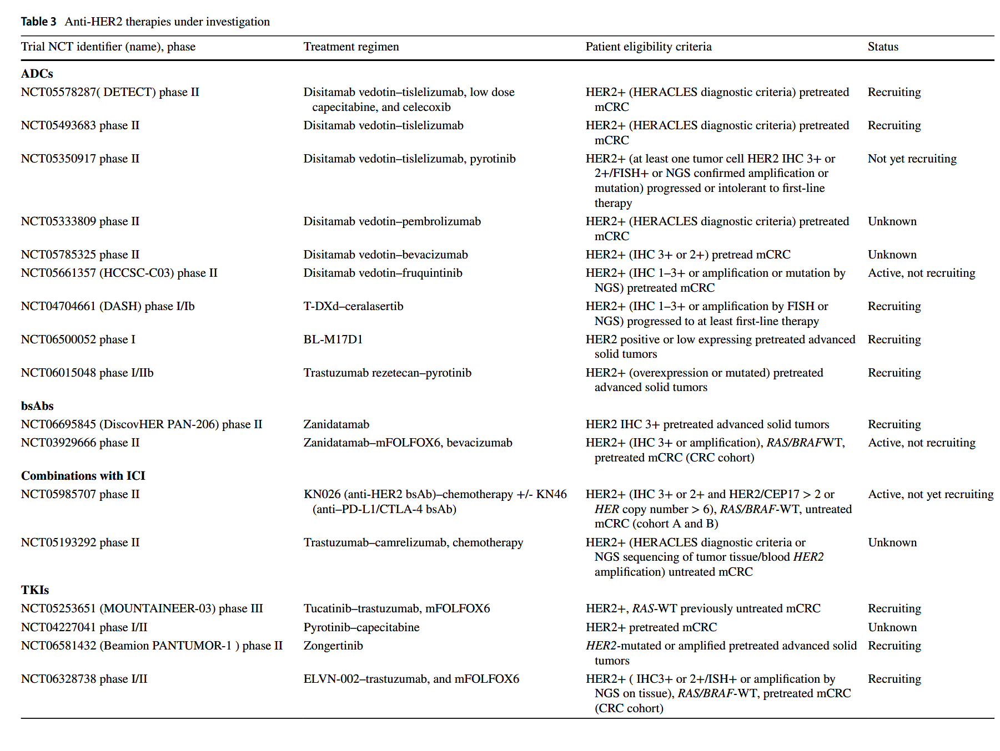 Table 3 Anti-HER2 therapies under investigation
Trial NCT identifier (name), phase Treatment regimen Patient eligibility criteria Status
ADCs
NCT05578287( DETECT) phase II Disitamab vedotin–tislelizumab, low dose HER2+ (HERACLES diagnostic criteria) pretreated Recruiting
capecitabine, and celecoxib mCRC
NCT05493683 phase II Disitamab vedotin–tislelizumab HER2+ (HERACLES diagnostic criteria) pretreated Recruiting
mCRC
NCT05350917 phase II Disitamab vedotin–tislelizumab, pyrotinib HER2+ (at least one tumor cell HER2 IHC 3+ or Not yet recruiting
2+/FISH+ or NGS confirmed amplification or
mutation) progressed or intolerant to first-line
therapy
NCT05333809 phase II Disitamab vedotin–pembrolizumab HER2+ (HERACLES diagnostic criteria) pretreated Unknown
mCRC
NCT05785325 phase II Disitamab vedotin–bevacizumab HER2+ (IHC 3+ or 2+) pretread mCRC Unknown
NCT05661357 (HCCSC-C03) phase II Disitamab vedotin–fruquintinib HER2+ (IHC 1–3+ or amplification or mutation by Active, not recruiting
NGS) pretreated mCRC
NCT04704661 (DASH) phase I/Ib T-DXd–ceralasertib HER2+ (IHC 1–3+ or amplification by FISH or Recruiting
NGS) progressed to at least first-line therapy
NCT06500052 phase I BL-M17D1 HER2 positive or low expressing pretreated advanced Recruiting
solid tumors
NCT06015048 phase I/IIb Trastuzumab rezetecan–pyrotinib HER2+ (overexpression or mutated) pretreated Recruiting
advanced solid tumors
bsAbs
NCT06695845 (DiscovHER PAN-206) phase II Zanidatamab HER2 IHC 3+ pretreated advanced solid tumors Recruiting
NCT03929666 phase II Zanidatamab–mFOLFOX6, bevacizumab HER2+ (IHC 3+ or amplification), RAS/BRAFWT, Active, not recruiting
pretreated mCRC (CRC cohort)
Combinations with ICI
NCT05985707 phase II KN026 (anti-HER2 bsAb)–chemotherapy +/- KN46 HER2+ (IHC 3+ or 2+ and HER2/CEP17 > 2 or Active, not yet recruiting
(anti–PD-L1/CTLA-4 bsAb) HER copy number > 6), RAS/BRAF-WT, untreated
mCRC (cohort A and B)
NCT05193292 phase II Trastuzumab–camrelizumab, chemotherapy HER2+ (HERACLES diagnostic criteria or Unknown
NGS sequencing of tumor tissue/blood HER2
amplification) untreated mCRC
TKIs
NCT05253651 (MOUNTAINEER-03) phase III Tucatinib–trastuzumab, mFOLFOX6 HER2+, RAS-WT previously untreated mCRC Recruiting
NCT04227041 phase I/II Pyrotinib–capecitabine HER2+ pretreated mCRC Unknown
NCT06581432 (Beamion PANTUMOR-1 ) phase II Zongertinib HER2-mutated or amplified pretreated advanced solid Recruiting
tumors
NCT06328738 phase I/II ELVN-002–trastuzumab, and mFOLFOX6 HER2+ ( IHC3+ or 2+/ISH+ or amplification by Recruiting
NGS on tissue), RAS/BRAF-WT, pretreated mCRC
(CRC cohort)